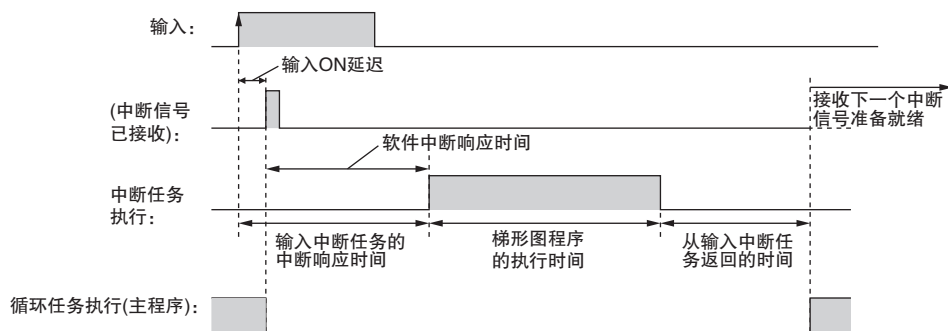 输入：
输入ON延迟
(中断信号
已接收)：
接收下一个中断
信号准备就绪
软件中断响应时间
中断任务
执行：
输入中断任务的
中断响应时间
梯形图程序
的执行时间
从输入中断任
务返回的时间
循环任务执行(主程序)：